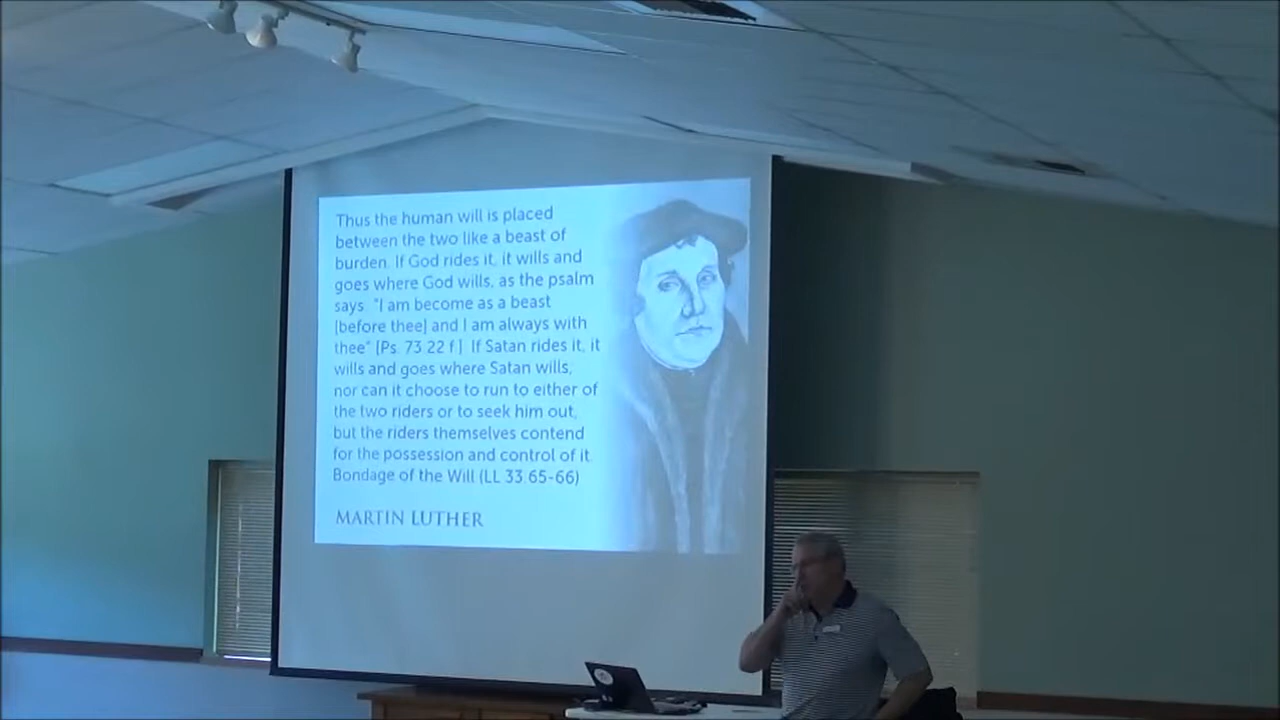 Thus the human will is placed
between the two like a beast of
burden. If God rides it, it wills and
goes where God wills, as the psalm
says "I am become as a beast
[before thee] and I am always with
thee" [Ps. 73 22 f.] If Satan rides it, it
wills and goes where Satan wills,
nor can it choose to run to either of
the two riders or to seek him out,
but the riders themselves contend
for the possession and control of it
Bondage of the Will (LL 33 65-66)
MARTIN LUTHER